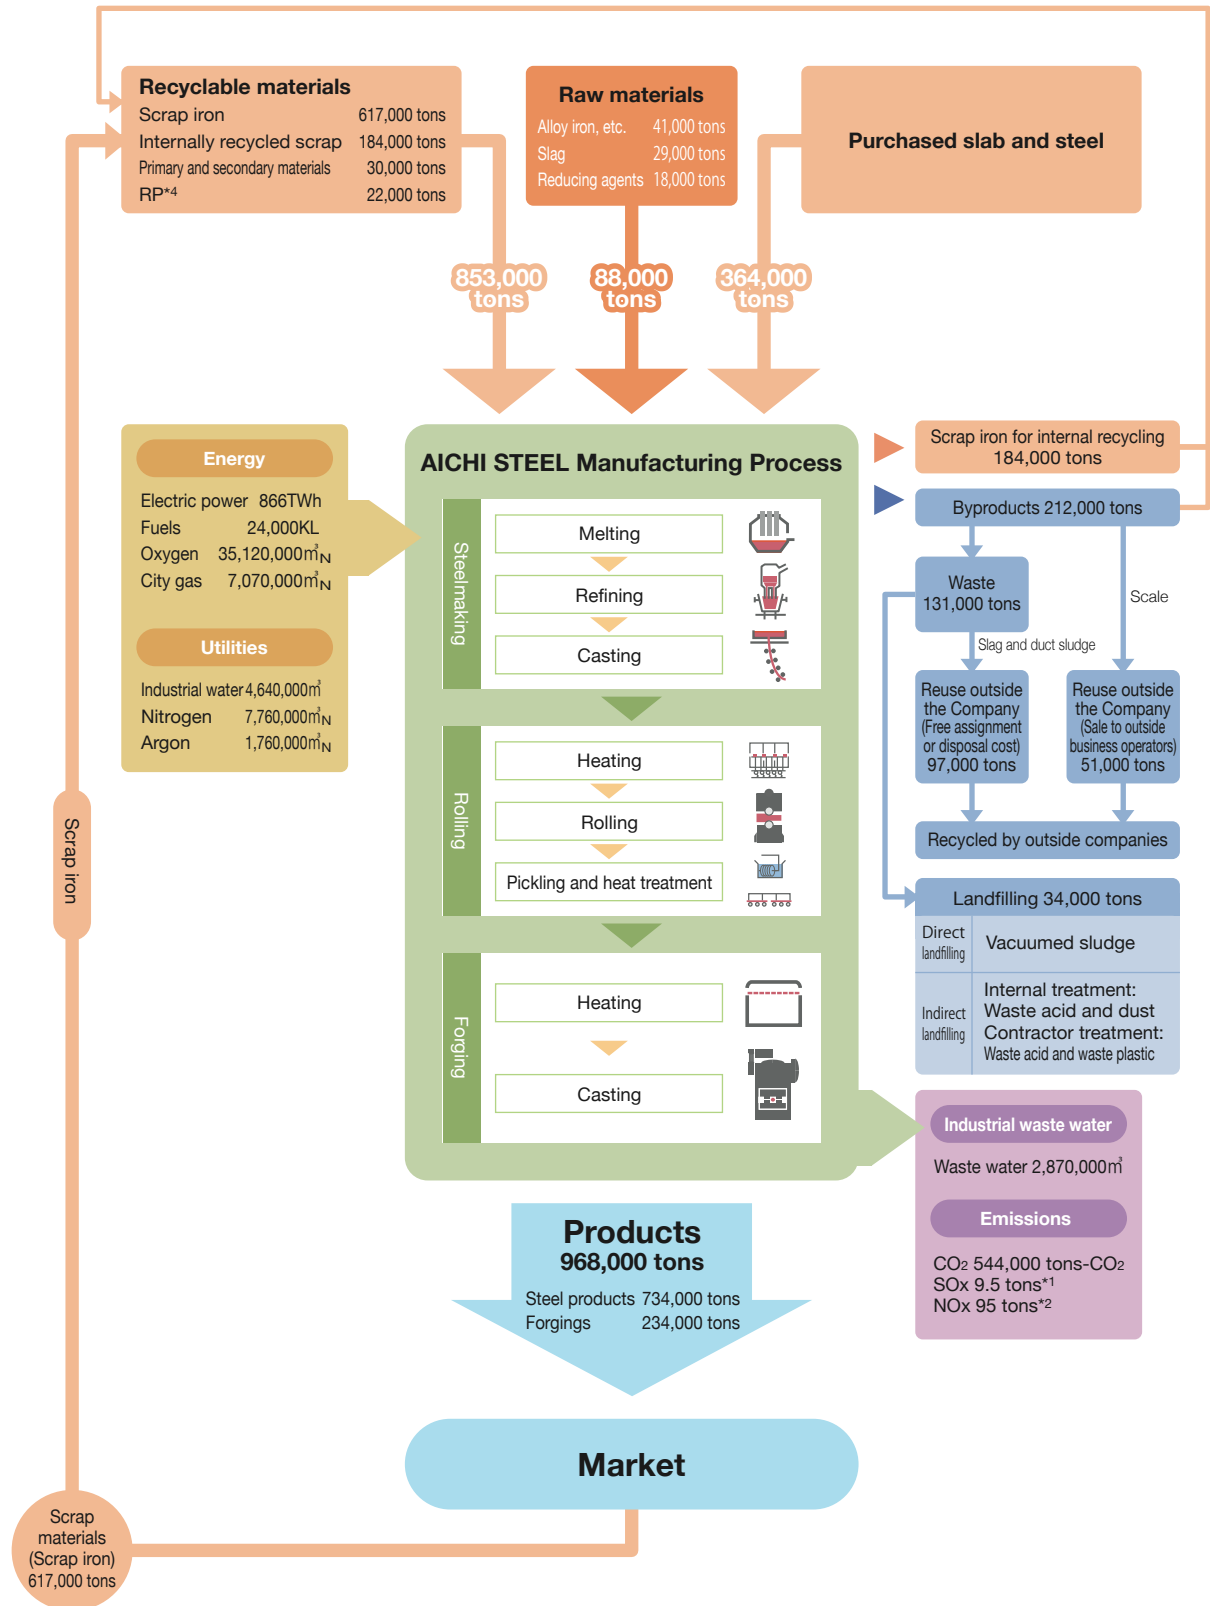 Recyclable materials
Scrap iron 617,000 tons
Internally recycled scrap 184,000 tons
Primary and secondary materials 30,000 tons
RP*4 22,000 tons
Raw materials
Alloy iron, etc. 41,000 tons
Slag 29,000 tons
Reducing agents 18,000 tons
Purchased slab and steel
853,000
tons
88,000
tons
364,000
tons
Energy
Electric power 866TWh
Fuels 24,000KL
Oxygen 35,120,000㎥N
City gas 7,070,000㎥N
Utilities
Industrial water 4,640,000㎥
Nitrogen 7,760,000㎥N
Argon 1,760,000㎥N
AICHI STEEL Manufacturing Process
Steelmaking
Melting
Refining
Casting
Rolling
Heating
Rolling
Pickling and heat treatment
Forging
Heating
Casting
Scrap iron for internal recycling
184,000 tons
Byproducts 212,000 tons
Waste
131,000 tons
Scale
Slag and duct sludge
Reuse outside
the Company
(Free assignment
or disposal cost)
97,000 tons
Reuse outside
the Company
(Sale to outside
business operators)
51,000 tons
Recycled by outside companies
Landfilling 34,000 tons
Direct
landfilling
Vacuumed sludge
Indirect
landfilling
Internal treatment:
Waste acid and dust
Contractor treatment:
Waste acid and waste plastic
Industrial waste water
Waste water 2,870,000㎥
Emissions
CO2 544,000 tons-CO2
SOx 9.5 tons*1
NOx 95 tons*2
Products
968,000 tons
Steel products 734,000 tons
Forgings 234,000 tons
Market
Scrap iron
Scrap
materials
(Scrap iron)
617,000 tons